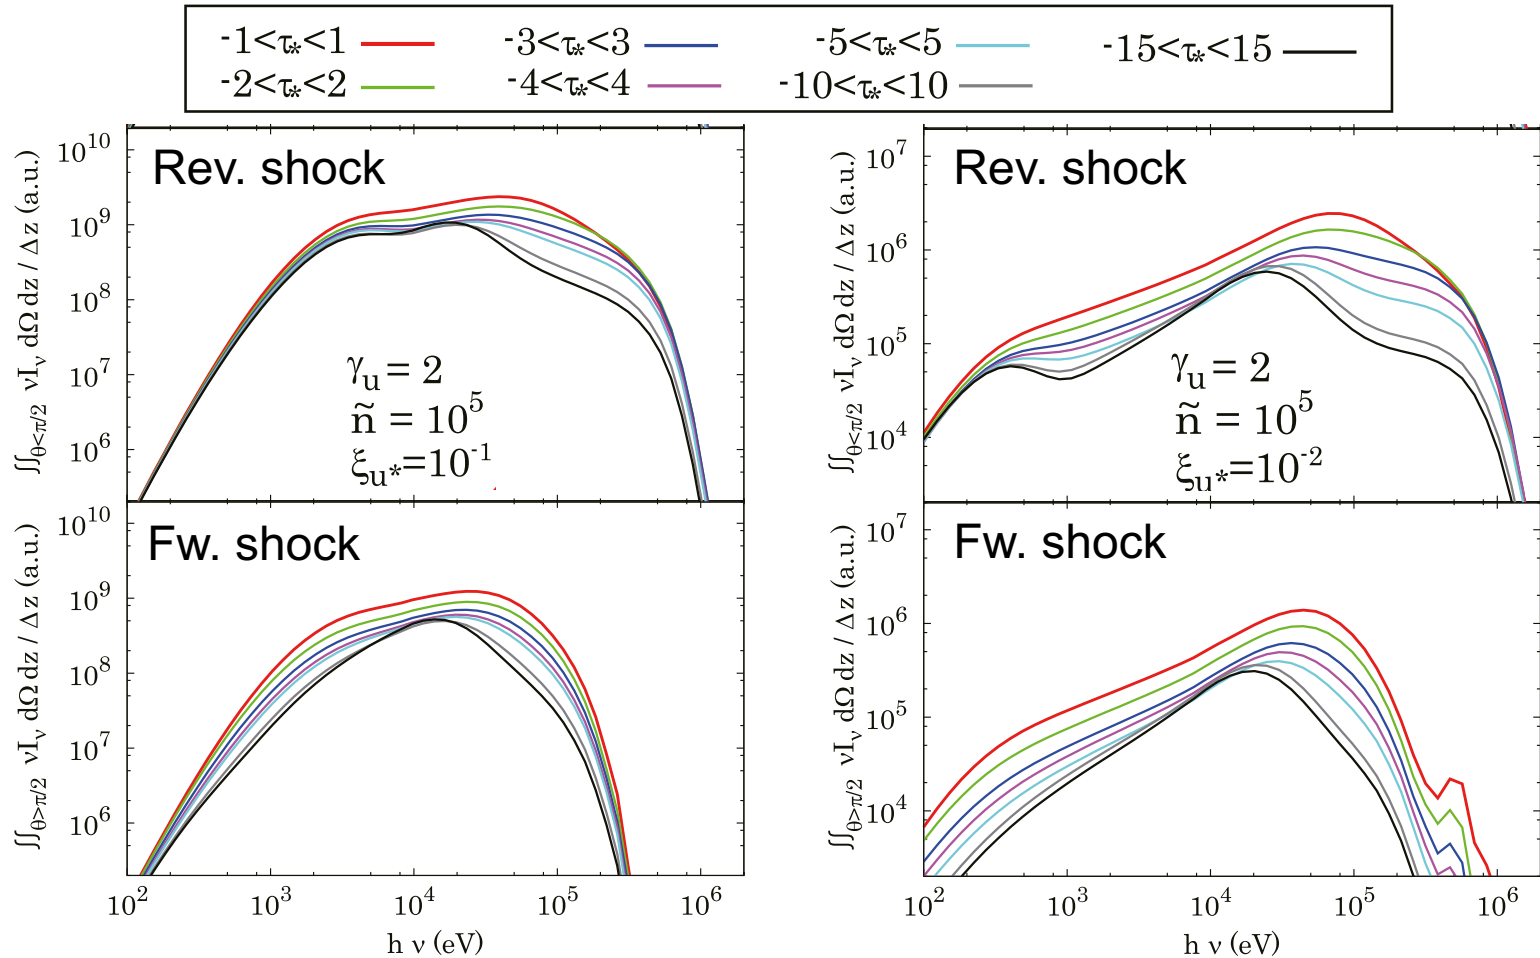 -1<τ*<1
-3<τ*<3
-5<τ*<5
-15<τ*<15
-2<τ*<2
-4<τ*<4
-10<τ*<10
∫∫θ<π/2 νIν dΩ dz / Δz (a.u.)
10^10
10^9
10^8
10^7
10^6
Rev. shock
γu = 2
ñ = 10^5
ξu*=10^-1
∫∫θ<π/2 νIν dΩ dz / Δz (a.u.)
10^7
10^6
10^5
10^4
Rev. shock
γu = 2
ñ = 10^5
ξu*=10^-2
∫∫θ>π/2 νIν dΩ dz / Δz (a.u.)
10^10
10^9
10^8
10^7
10^6
Fw. shock
10^2 10^3 10^4 10^5 10^6
h ν (eV)
∫∫θ>π/2 νIν dΩ dz / Δz (a.u.)
10^7
10^6
10^5
10^4
Fw. shock
10^2 10^3 10^4 10^5 10^6
h ν (eV)